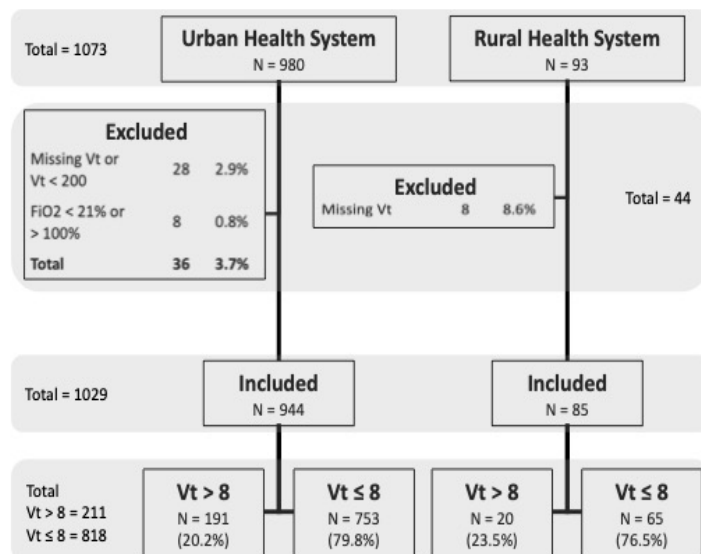 Total = 1073
Urban Health System
N = 980
Rural Health System
N = 93
Excluded
Missing Vt or
Vt < 200
28 2.9%
FiO2 < 21% or
> 100%
8 0.8%
Total 36 3.7%
Excluded
Missing Vt 8 8.6%
Total = 44
Total = 1029
Included
N = 944
Included
N = 85
Total
Vt > 8 = 211
Vt ≤ 8 = 818
Vt > 8
N = 191
(20.2%)
Vt ≤ 8
N = 753
(79.8%)
Vt > 8
N = 20
(23.5%)
Vt ≤ 8
N = 65
(76.5%)